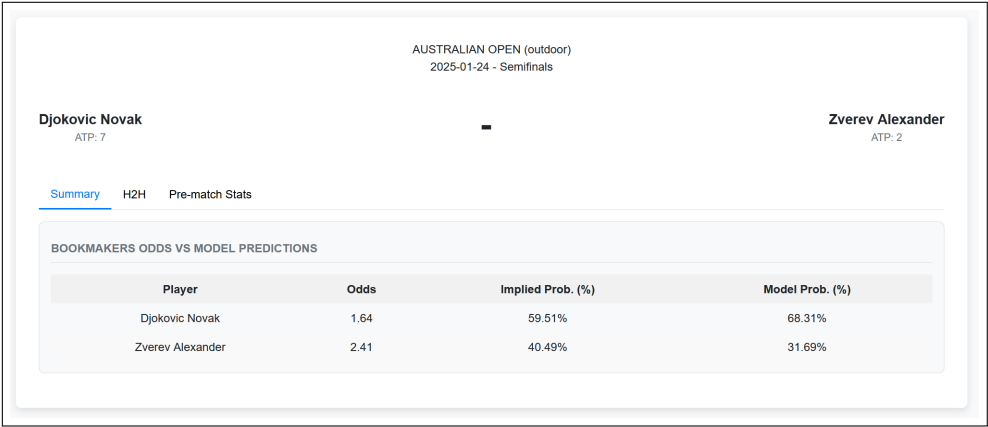 AUSTRALIAN OPEN (outdoor)
2025-01-24 - Semifinals
Djokovic Novak - Zverev Alexander
ATP: 7 ATP: 2
Summary H2H Pre-match Stats
BOOKMAKERS ODDS VS MODEL PREDICTIONS
Player Odds Implied Prob. (%) Model Prob. (%)
Djokovic Novak 1.64 59.51% 68.31%
Zverev Alexander 2.41 40.49% 31.69%